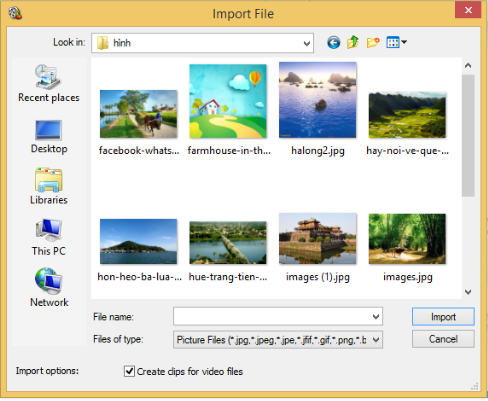 Import File
Look in: hinh
Recent places
Desktop
Libraries
This PC
Network
facebook-whats... farmhouse-in-th... halong2.jpg hay-noi-ve-que-...
hon-heo-ba-lua-... hue-trang-tien-... images (1).jpg images.jpg
File name: Import
Files of type: Picture Files (*.jpg,*.jpeg,*.jpe,*.jfif,*.gif,*.png,*.b Cancel
Import options: Create clips for video files